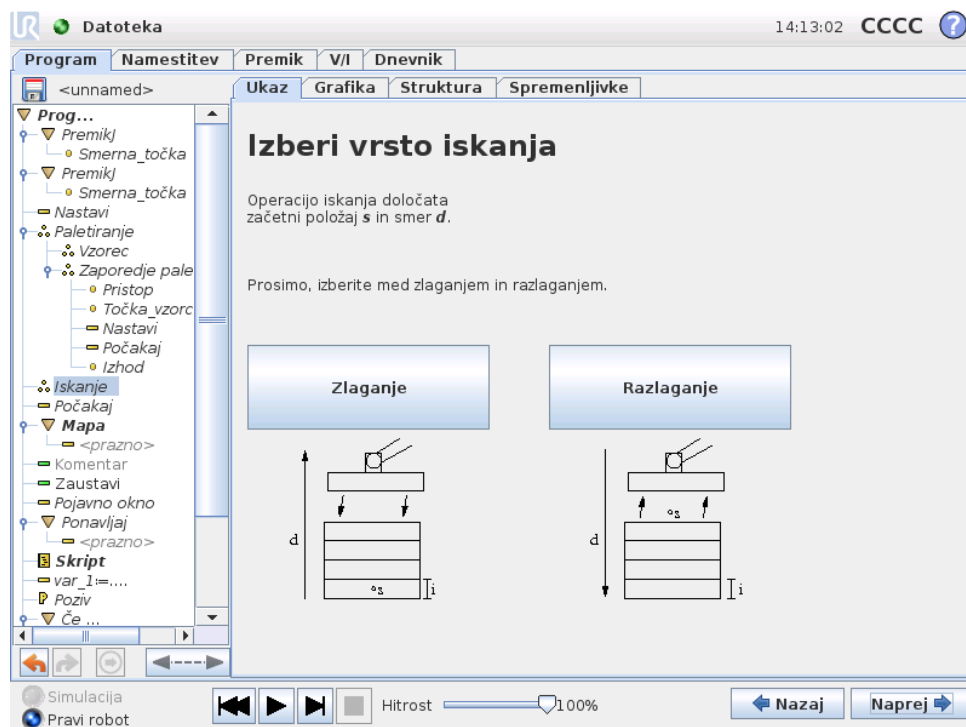 UR Datoteka 14:13:02 CCCC ?
Program Namestitev Premik V/I Dnevnik
<unnamed>
Ukaz Grafika Struktura Spremenljivke
Prog...
PremikJ
Smerna_točka
PremikJ
Smerna_točka
Nastavi
Paletiranje
Vzorec
Zaporedje pale
Pristop
Točka_vzorc
Nastavi
Počakaj
Izhod
Iskanje
Počakaj
Mapa
<prazno>
Komentar
Zaustavi
Pojavno okno
Ponavljaj
<prazno>
Skript
var_1:=....
P Poziv
Če ...
Izberi vrsto iskanja
Operacijo iskanja določata
začetni položaj s in smer d.
Prosimo, izberite med zlaganjem in razlaganjem.
Zlaganje
Razlaganje
d
s
i
d
s
i
Simulacija
Pravi robot
Hitrost 100%
Nazaj
Naprej